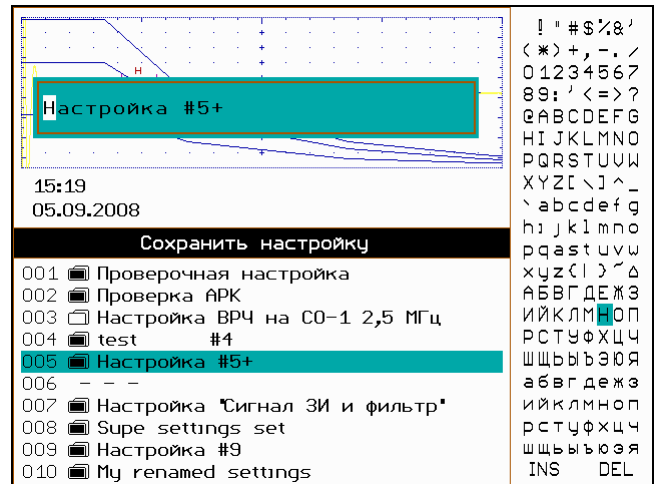 Н
Настройка #5+
15:19
05.09.2008
Сохранить настройку
001 Проверочная настройка
002 Проверка АРК
003 Настройка ВРЧ на СО-1 2,5 МГц
004 test #4
005 Настройка #5+
006 - - -
007 Настройка "Сигнал ЗИ и фильтр"
008 Supe settings set
009 Настройка #9
010 My renamed settings
! " # $ % & '
( * ) + , - . /
0 1 2 3 4 5 6 7
8 9 : ' < = > ?
@ A B C D E F G
H I J K L M N O
P Q R S T U V W
X Y Z [ \ ] ^ _
` a b c d e f g
h i j k l m n o
p q a s t u v w
x y z { | } ~ Δ
А Б В Г Д Е Ж З
И Й К Л М Н О П
Р С Т У Ф Х Ц Ч
Ш Щ Ь Ы Ъ Э Ю Я
а б в г д е ж з
и й к л м н о п
р с т у ф х ц ч
ш щ ь ы ъ ю э я
INS DEL